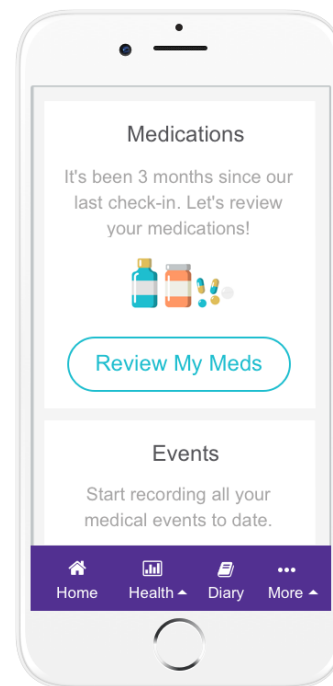 Medications
It's been 3 months since our
last check-in. Let's review
your medications!
Review My Meds
Events
Start recording all your
medical events to date.
Home Health Diary More